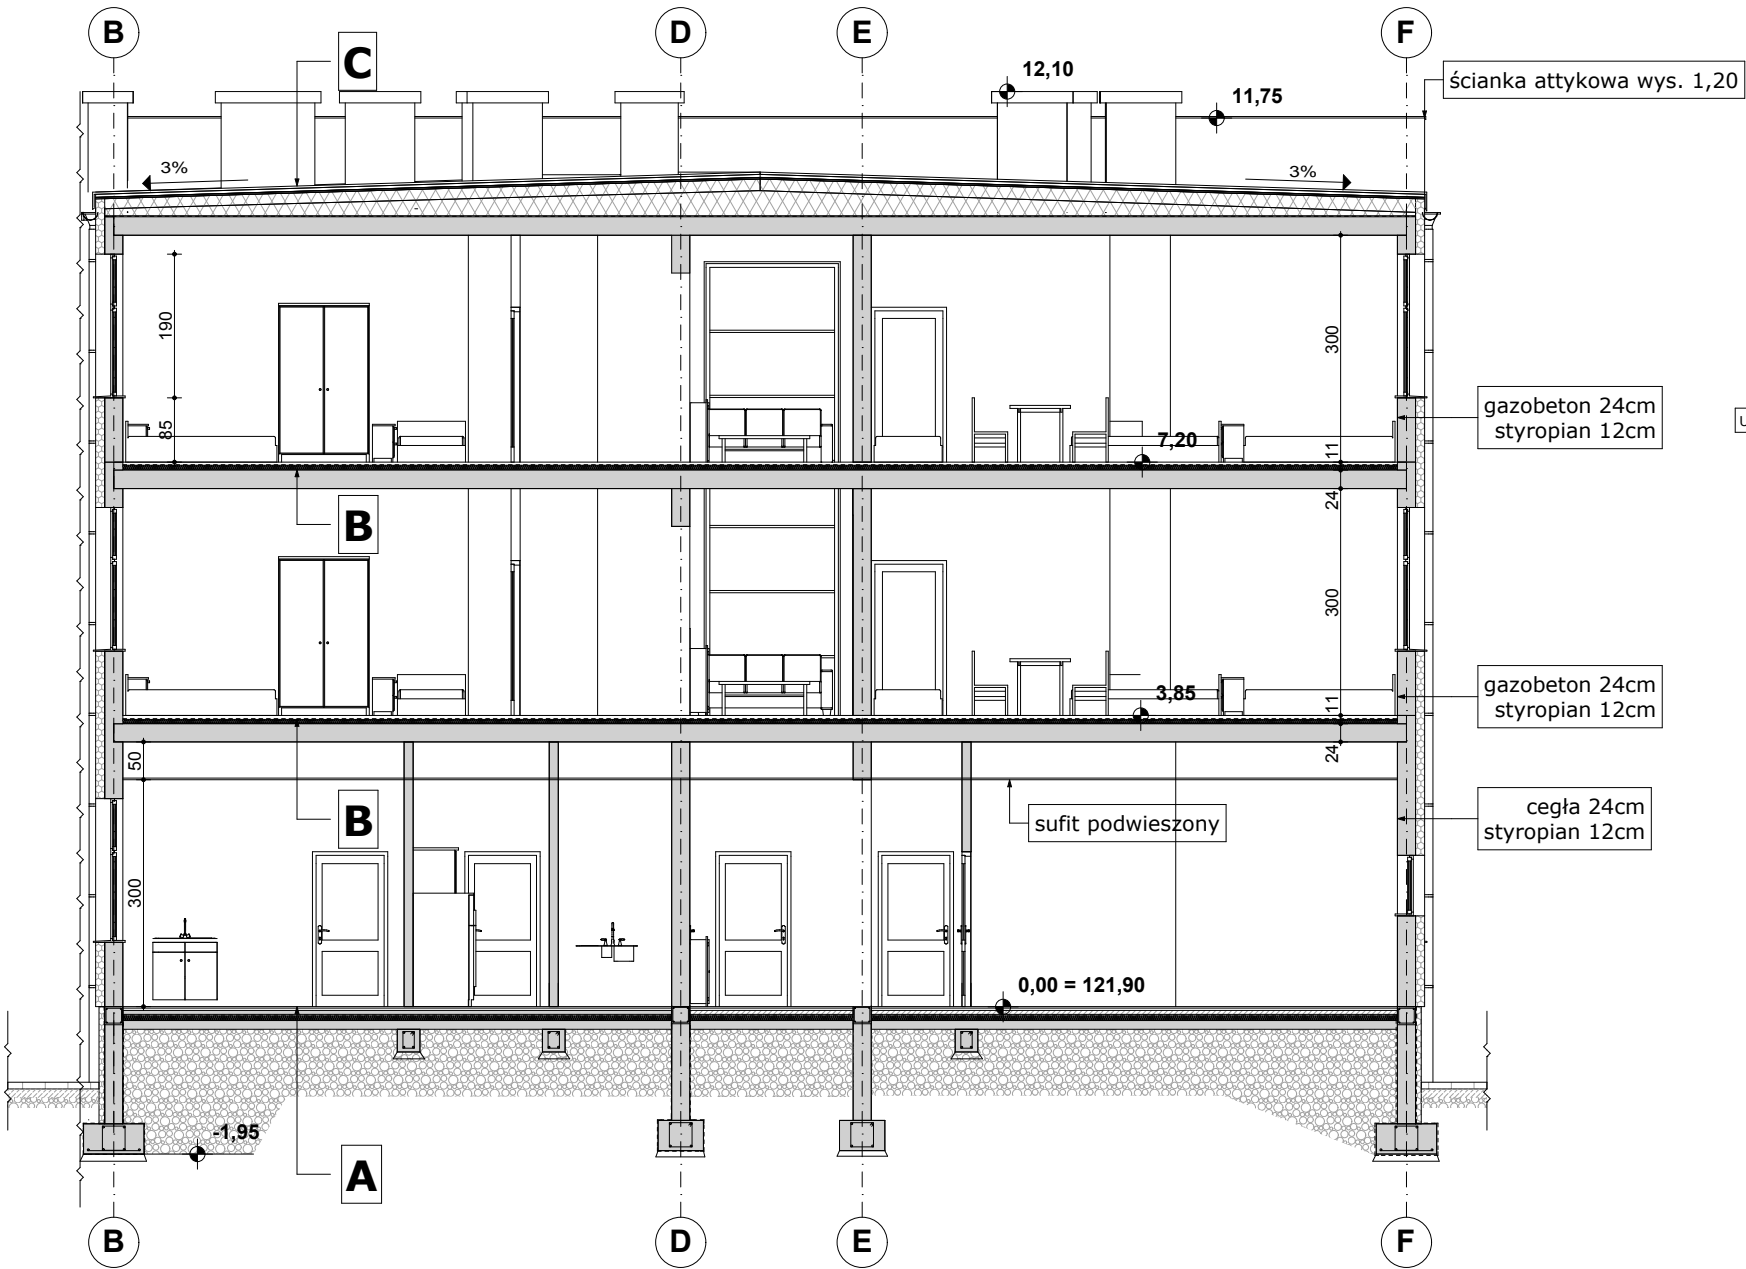 B
D
E
F
C
12,10
11,75
ścianka attykowa wys. 1,20
3%
3%
190
300
85
gazobeton 24cm
styropian 12cm
7,20
11
B
24
300
gazobeton 24cm
styropian 12cm
3,85
11
50
24
B
sufit podwieszony
cegła 24cm
styropian 12cm
300
0,00 = 121,90
-1,95
A
B
D
E
F